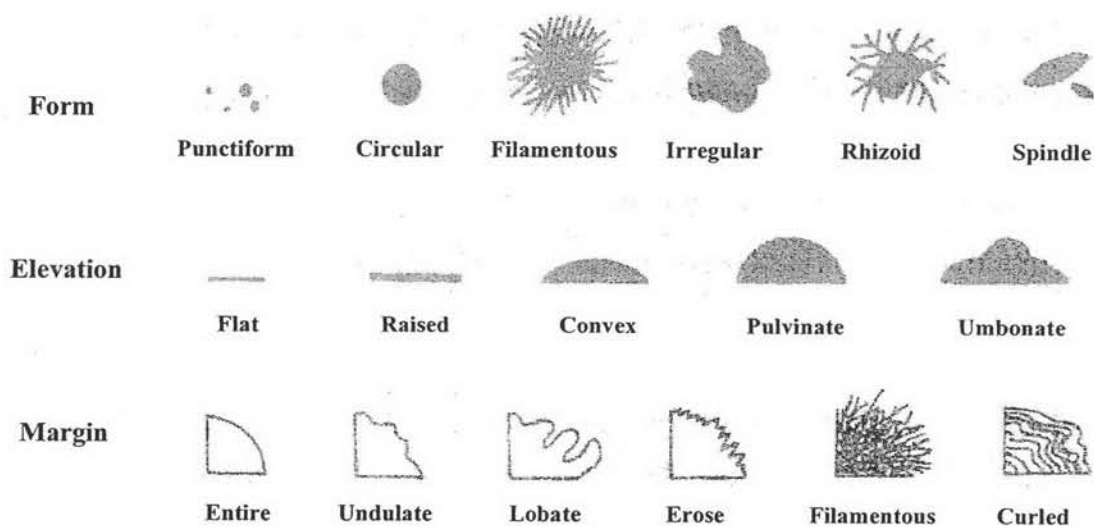 Form
Punctiform Circular Filamentous Irregular Rhizoid Spindle
Elevation
Flat Raised Convex Pulvinate Umbonate
Margin
Entire Undulate Lobate Erose Filamentous Curled